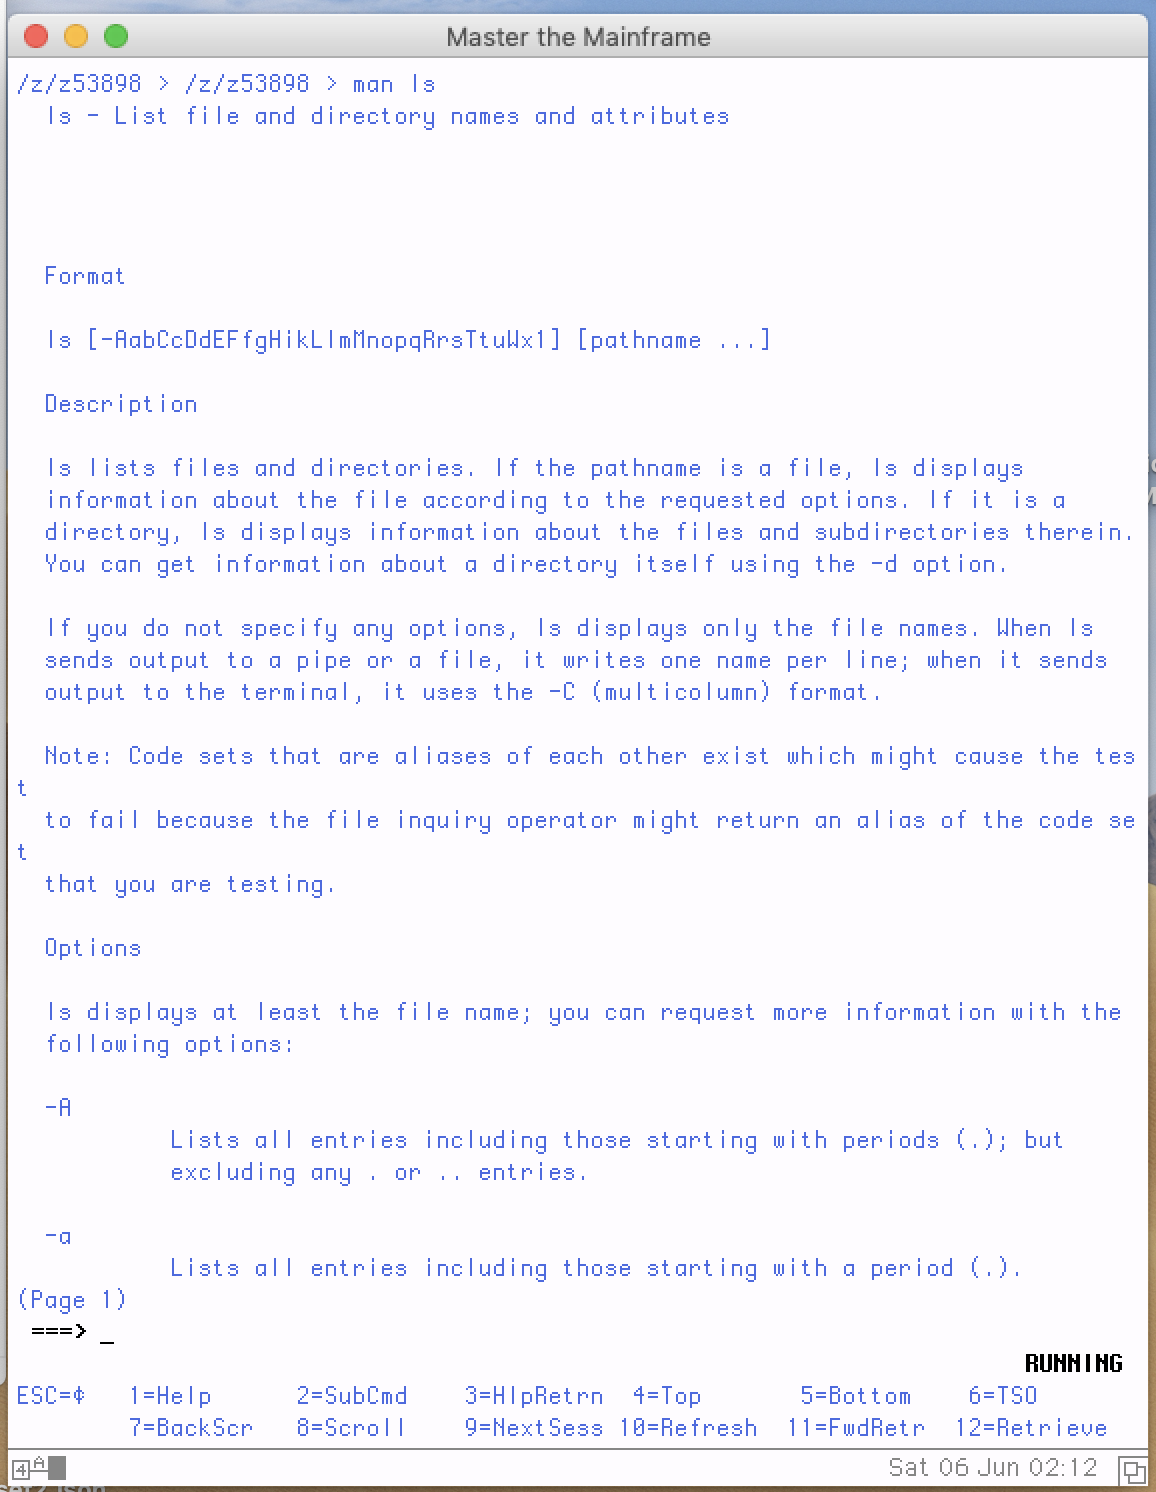 Master the Mainframe
/z/z53898 > /z/z53898 > man ls
ls - List file and directory names and attributes
Format
ls [-AabCcDdEFfgHikLlmMnopqRrsTtuWx1] [pathname ...]
Description
ls lists files and directories. If the pathname is a file, ls displays
information about the file according to the requested options. If it is a
directory, ls displays information about the files and subdirectories therein.
You can get information about a directory itself using the -d option.
If you do not specify any options, ls displays only the file names. When ls
sends output to a pipe or a file, it writes one name per line; when it sends
output to the terminal, it uses the -C (multicolumn) format.
Note: Code sets that are aliases of each other exist which might cause the tes
t
to fail because the file inquiry operator might return an alias of the code se
t
that you are testing.
Options
ls displays at least the file name; you can request more information with the
following options:
-A
Lists all entries including those starting with periods (.); but
excluding any . or .. entries.
-a
Lists all entries including those starting with a period (.).
(Page 1)
===> _
RUNNING
ESC=¢ 1=Help 2=SubCmd 3=HlpRetrn 4=Top 5=Bottom 6=TSO
7=BackScr 8=Scroll 9=NextSess 10=Refresh 11=FwdRetr 12=Retrieve
4 A Sat 06 Jun 02:12